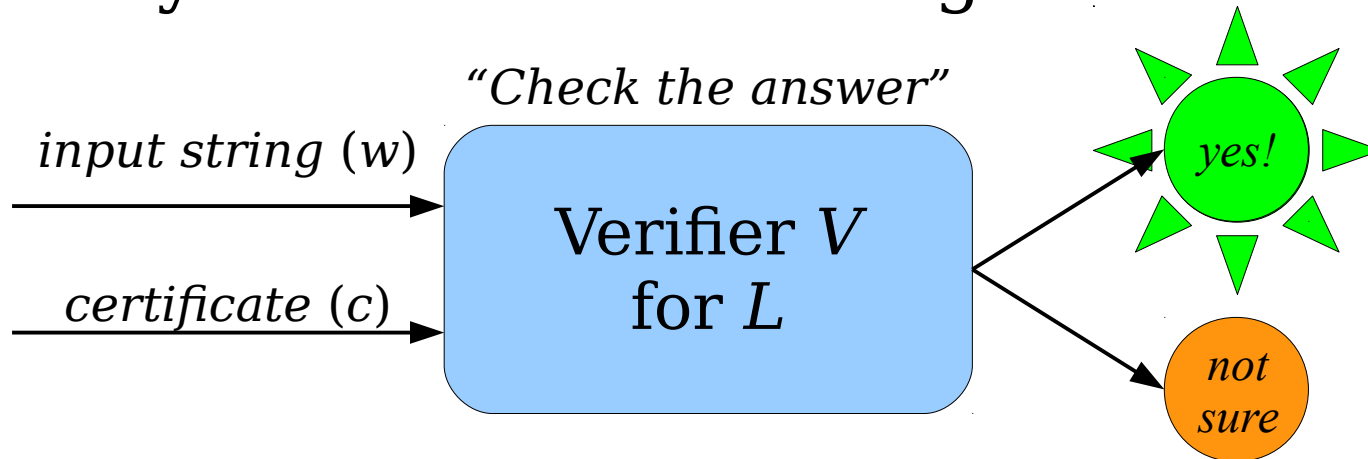 “Check the answer”
input string (w)
certificate (c)
Verifier V
for L
yes!
not
sure